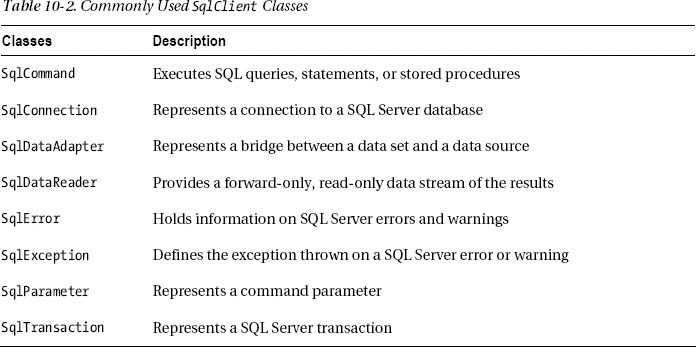 Table 10-2. Commonly Used SqlClient Classes
Classes Description
SqlCommand Executes SQL queries, statements, or stored procedures
SqlConnection Represents a connection to a SQL Server database
SqlDataAdapter Represents a bridge between a data set and a data source
SqlDataReader Provides a forward-only, read-only data stream of the results
SqlError Holds information on SQL Server errors and warnings
SqlException Defines the exception thrown on a SQL Server error or warning
SqlParameter Represents a command parameter
SqlTransaction Represents a SQL Server transaction